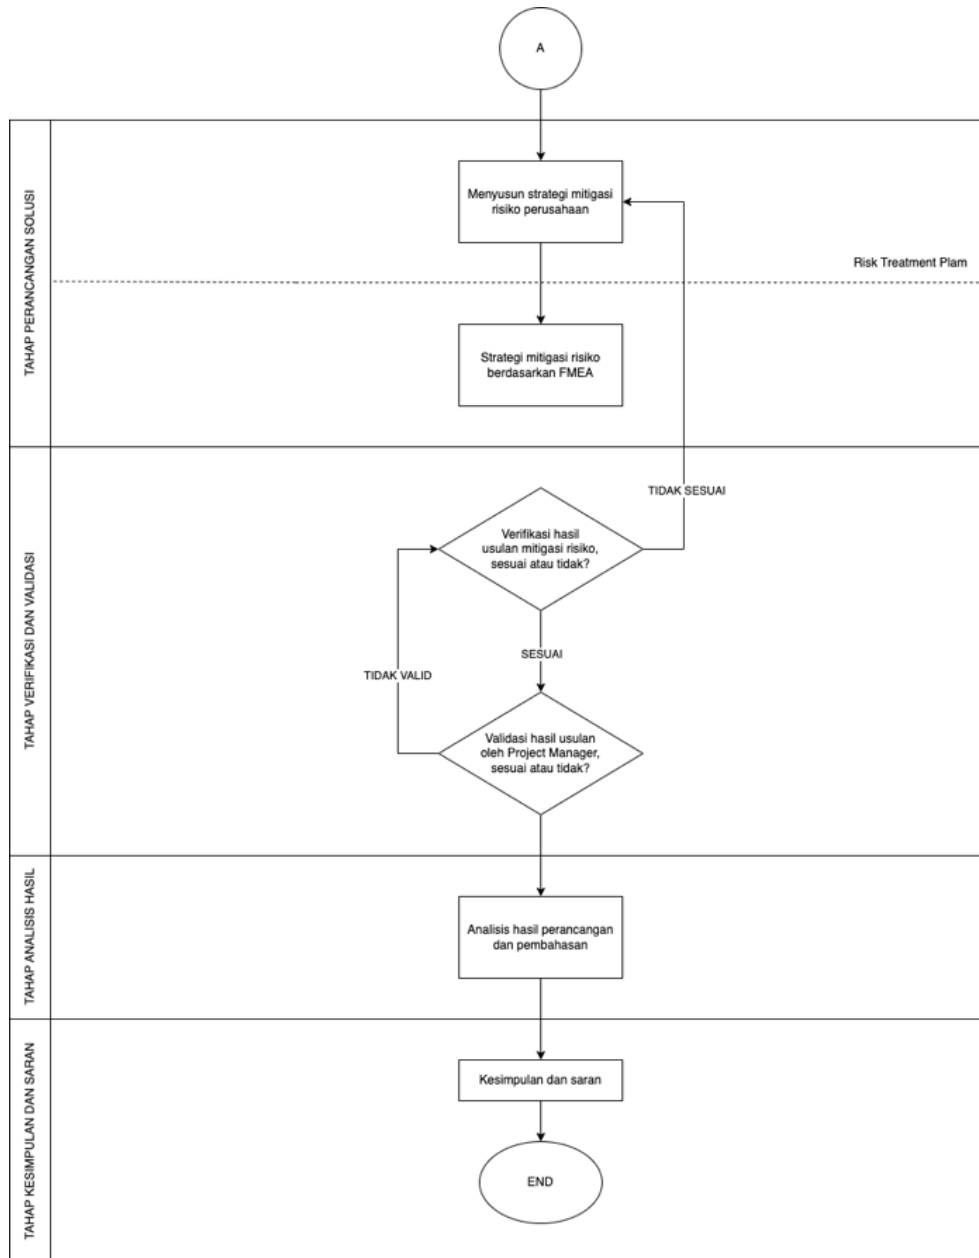 A
TAHAP PERANCANGAN SOLUSI
Menyusun strategi mitigasi
risiko perusahaan
Risk Treatment Plam
Strategi mitigasi risiko
berdasarkan FMEA
TAHAP VERIFIKASI DAN VALIDASI
TIDAK SESUAI
Verifikasi hasil
usulan mitigasi risiko,
sesuai atau tidak?
SESUAI
TIDAK VALID
Validasi hasil usulan
oleh Project Manager,
sesuai atau tidak?
TAHAP ANALISIS HASIL
Analisis hasil perancangan
dan pembahasan
TAHAP KESIMPULAN DAN SARAN
Kesimpulan dan saran
END